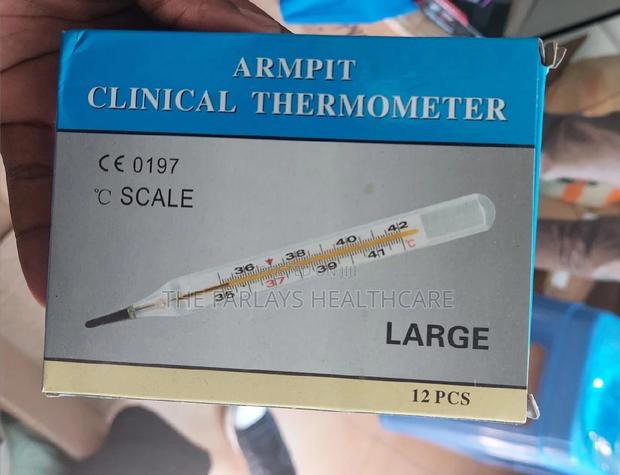 ARMPIT
CLINICAL THERMOMETER
CE 0197
℃ SCALE
36 38 40 42
35 37 39 41
℃
THE PARLAYS HEALTHCARE
LARGE
12 PCS